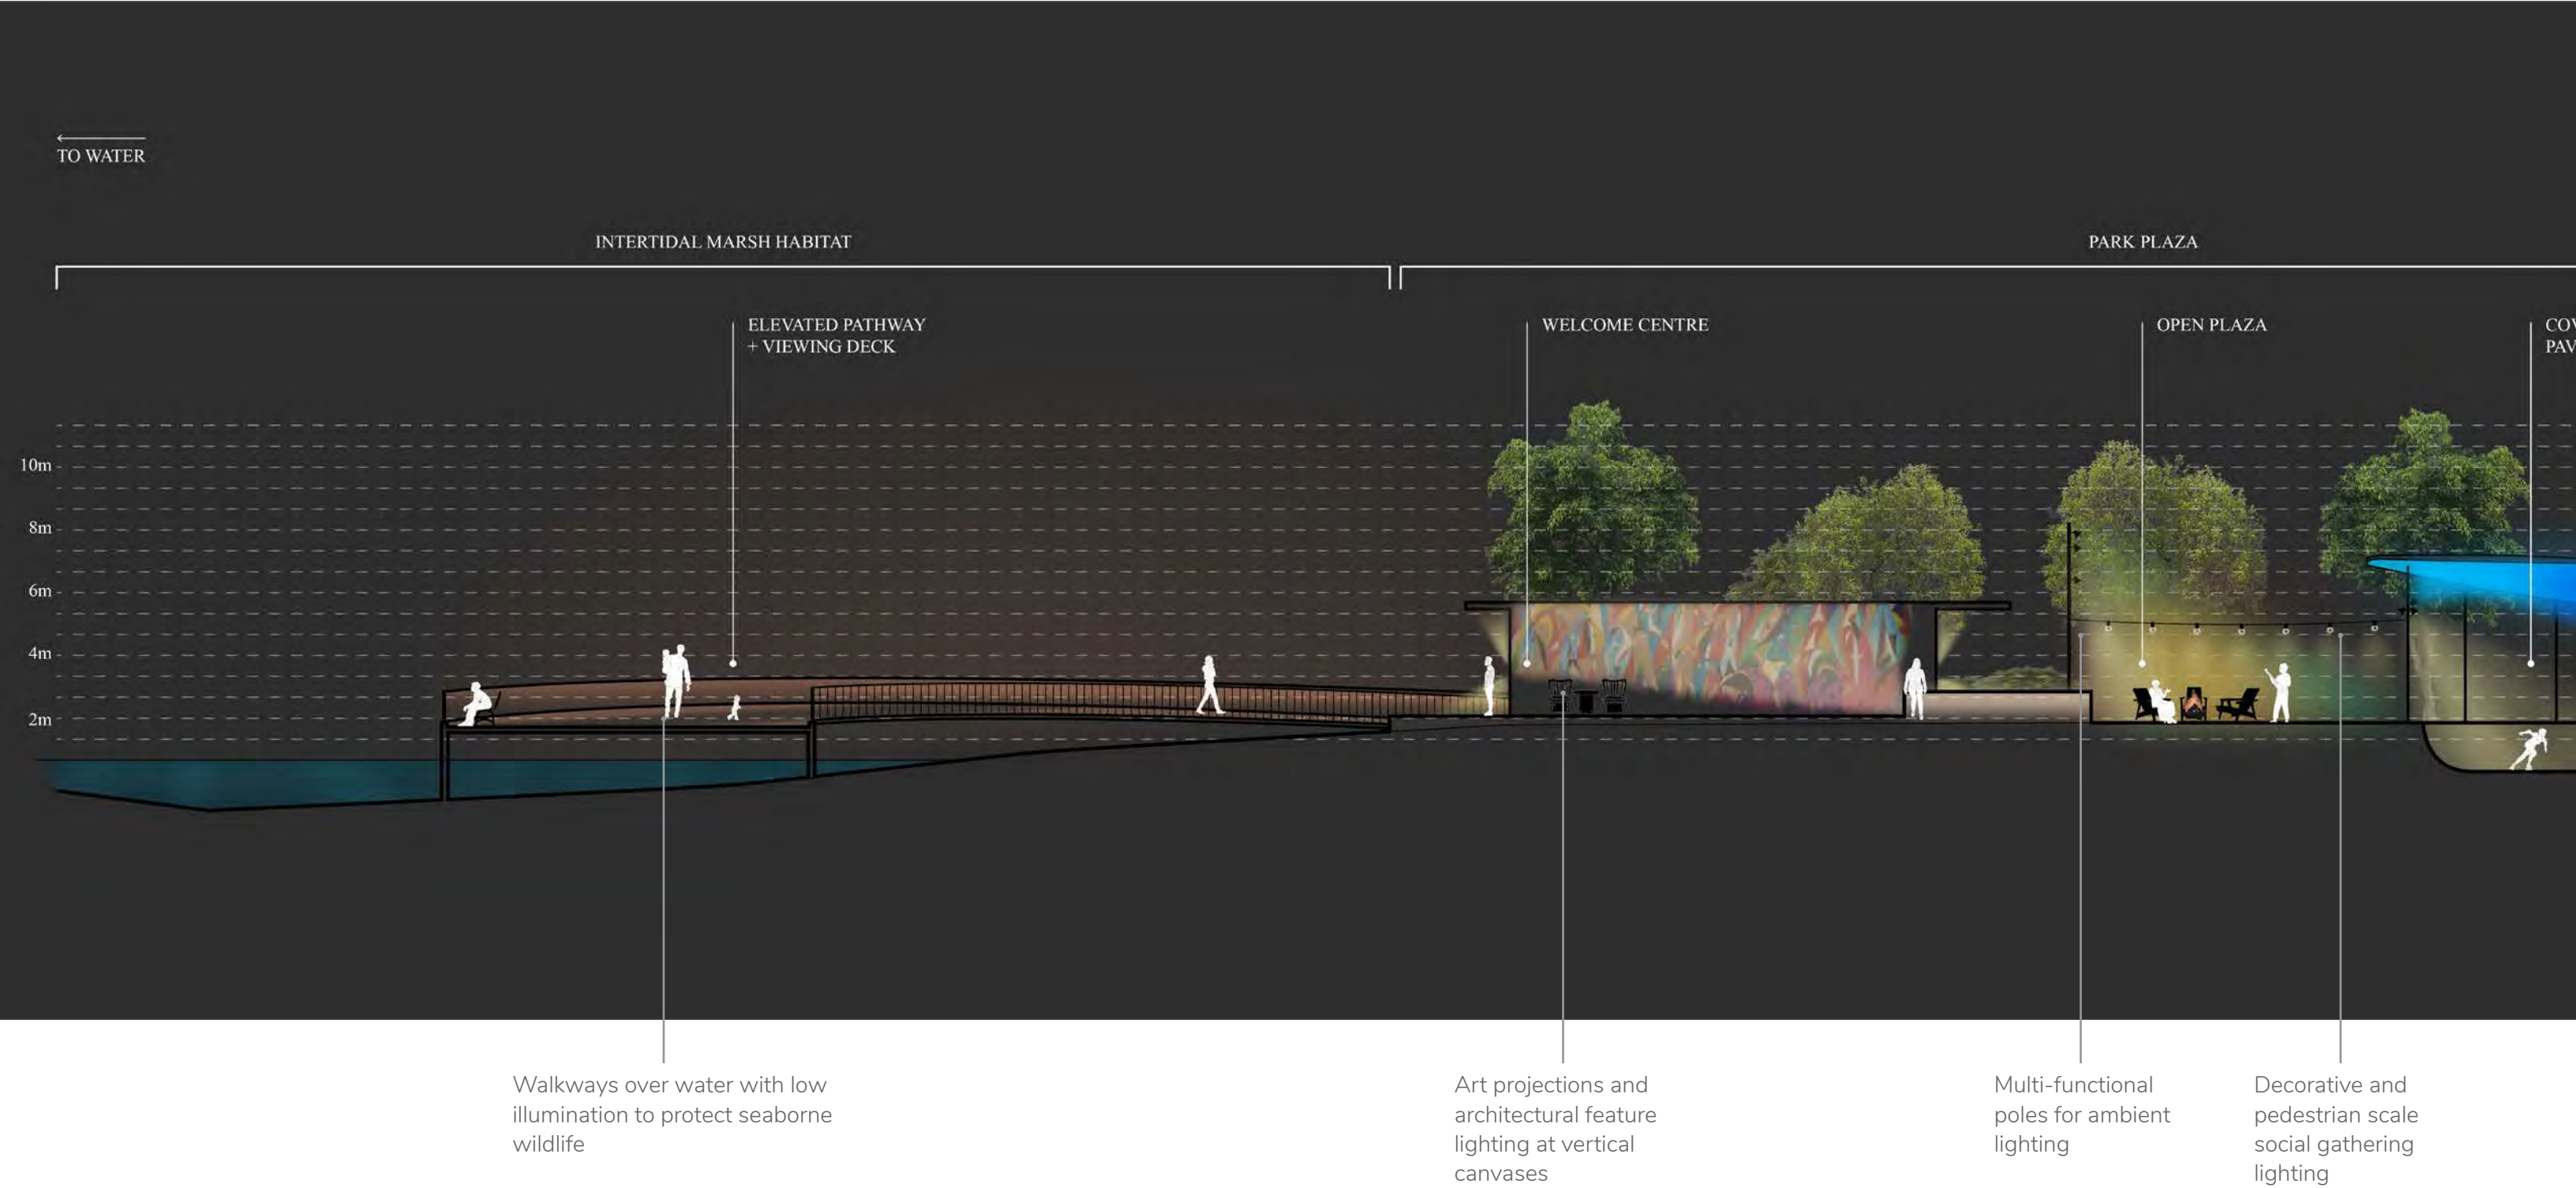 TO WATER
INTERTIDAL MARSH HABITAT
PARK PLAZA
ELEVATED PATHWAY
+ VIEWING DECK
WELCOME CENTRE
OPEN PLAZA
10m
8m
6m
4m
2m
Walkways over water with low
illumination to protect seaborne
wildlife
Art projections and
architectural feature
lighting at vertical
canvases
Multi-functional
poles for ambient
lighting
Decorative and
pedestrian scale
social gathering
lighting